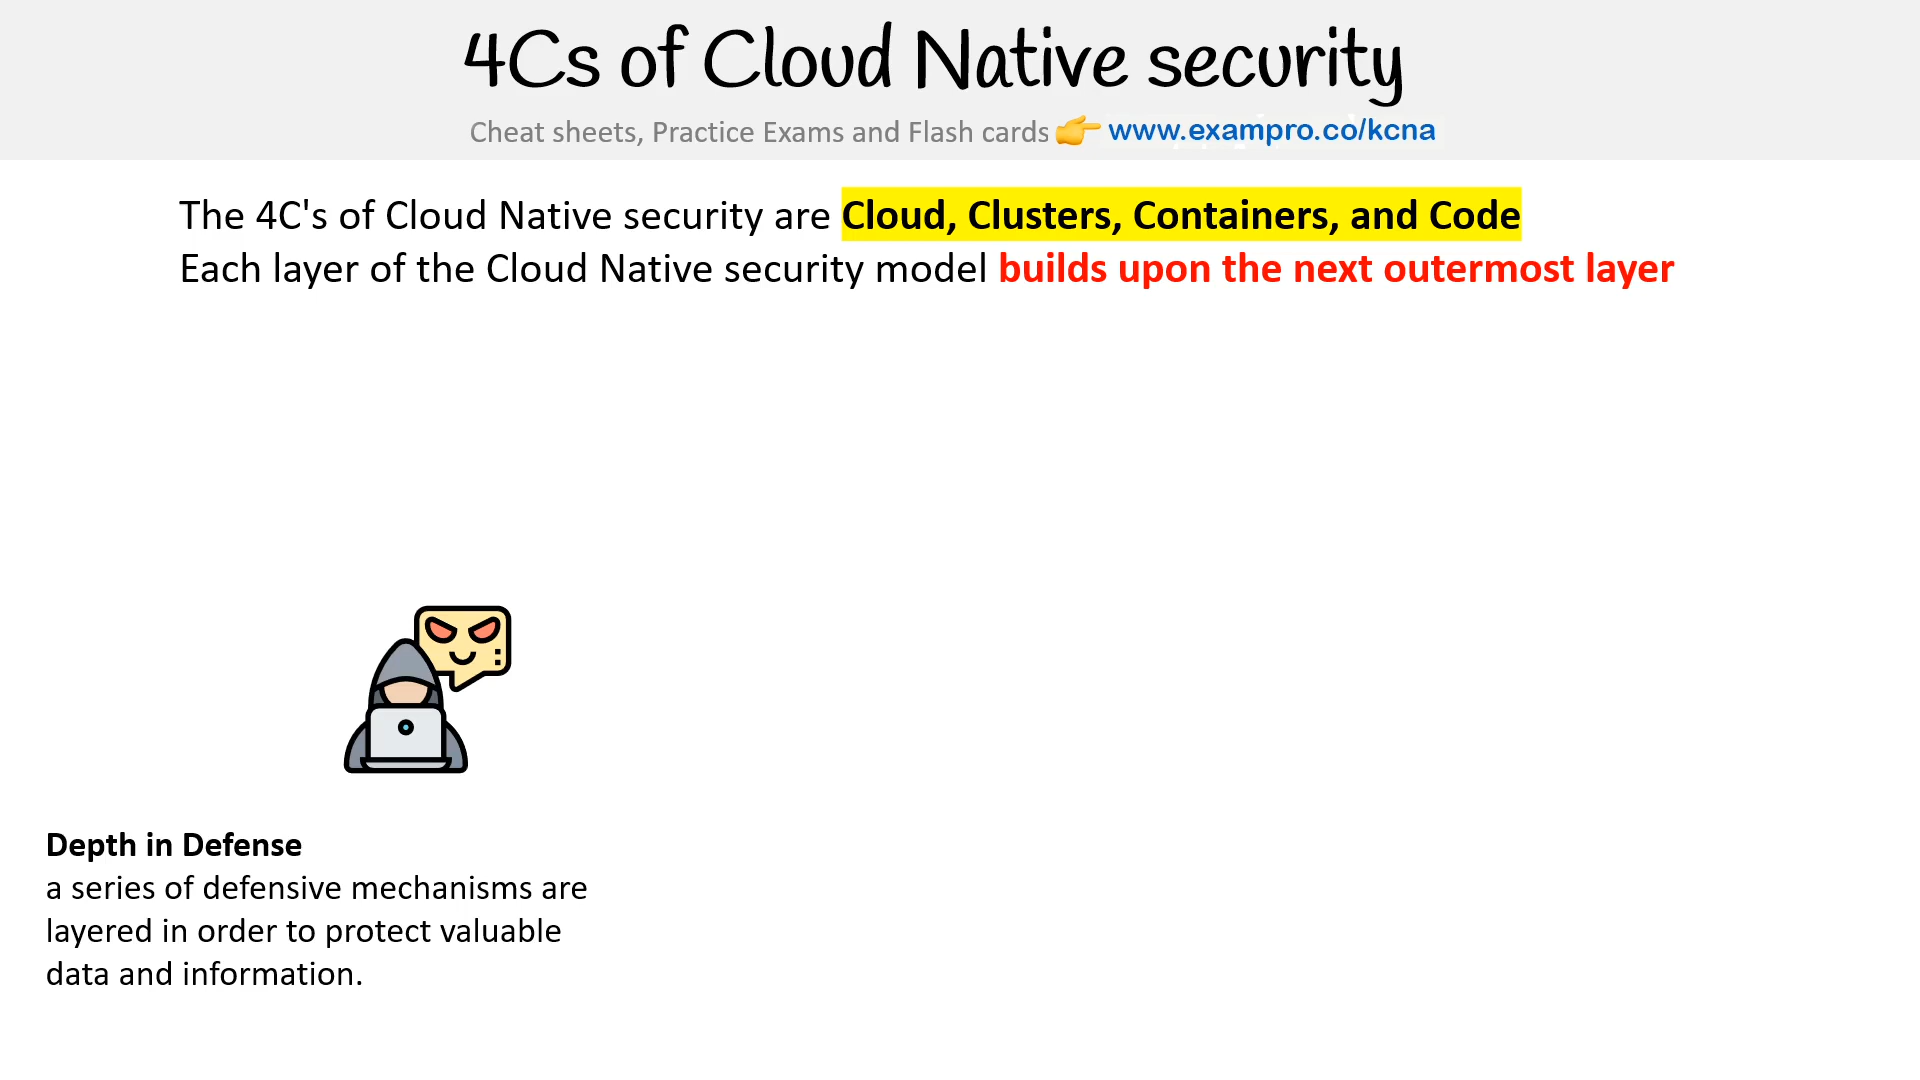 4Cs of Cloud Native security
Cheat sheets, Practice Exams and Flash cards 👉 www.exampro.co/kcna
The 4C's of Cloud Native security are Cloud, Clusters, Containers, and Code
Each layer of the Cloud Native security model builds upon the next outermost layer
Depth in Defense
a series of defensive mechanisms are
layered in order to protect valuable
data and information.